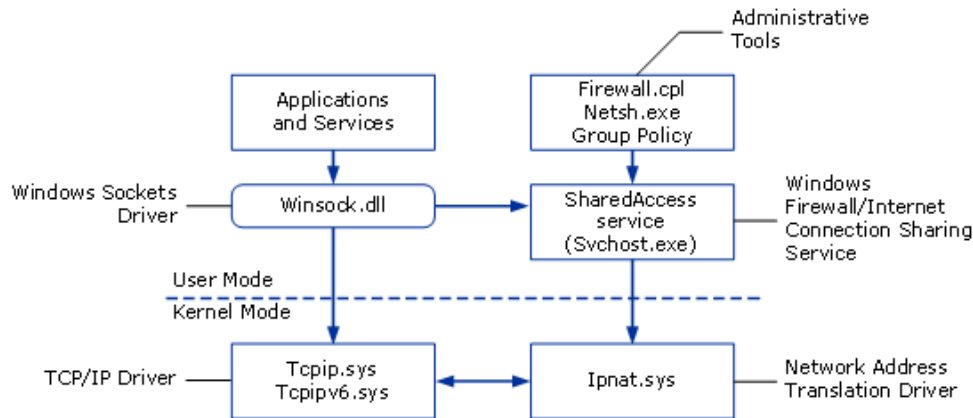 Administrative
Tools
Applications
and Services
Firewall.cpl
Netsh.exe
Group Policy
Windows Sockets
Driver
Winsock.dll
SharedAccess
service
(Svchost.exe)
Windows
Firewall/Internet
Connection Sharing
Service
User Mode
Kernel Mode
TCP/IP Driver
Tcpip.sys
Tcpipv6.sys
Ipnat.sys
Network Address
Translation Driver